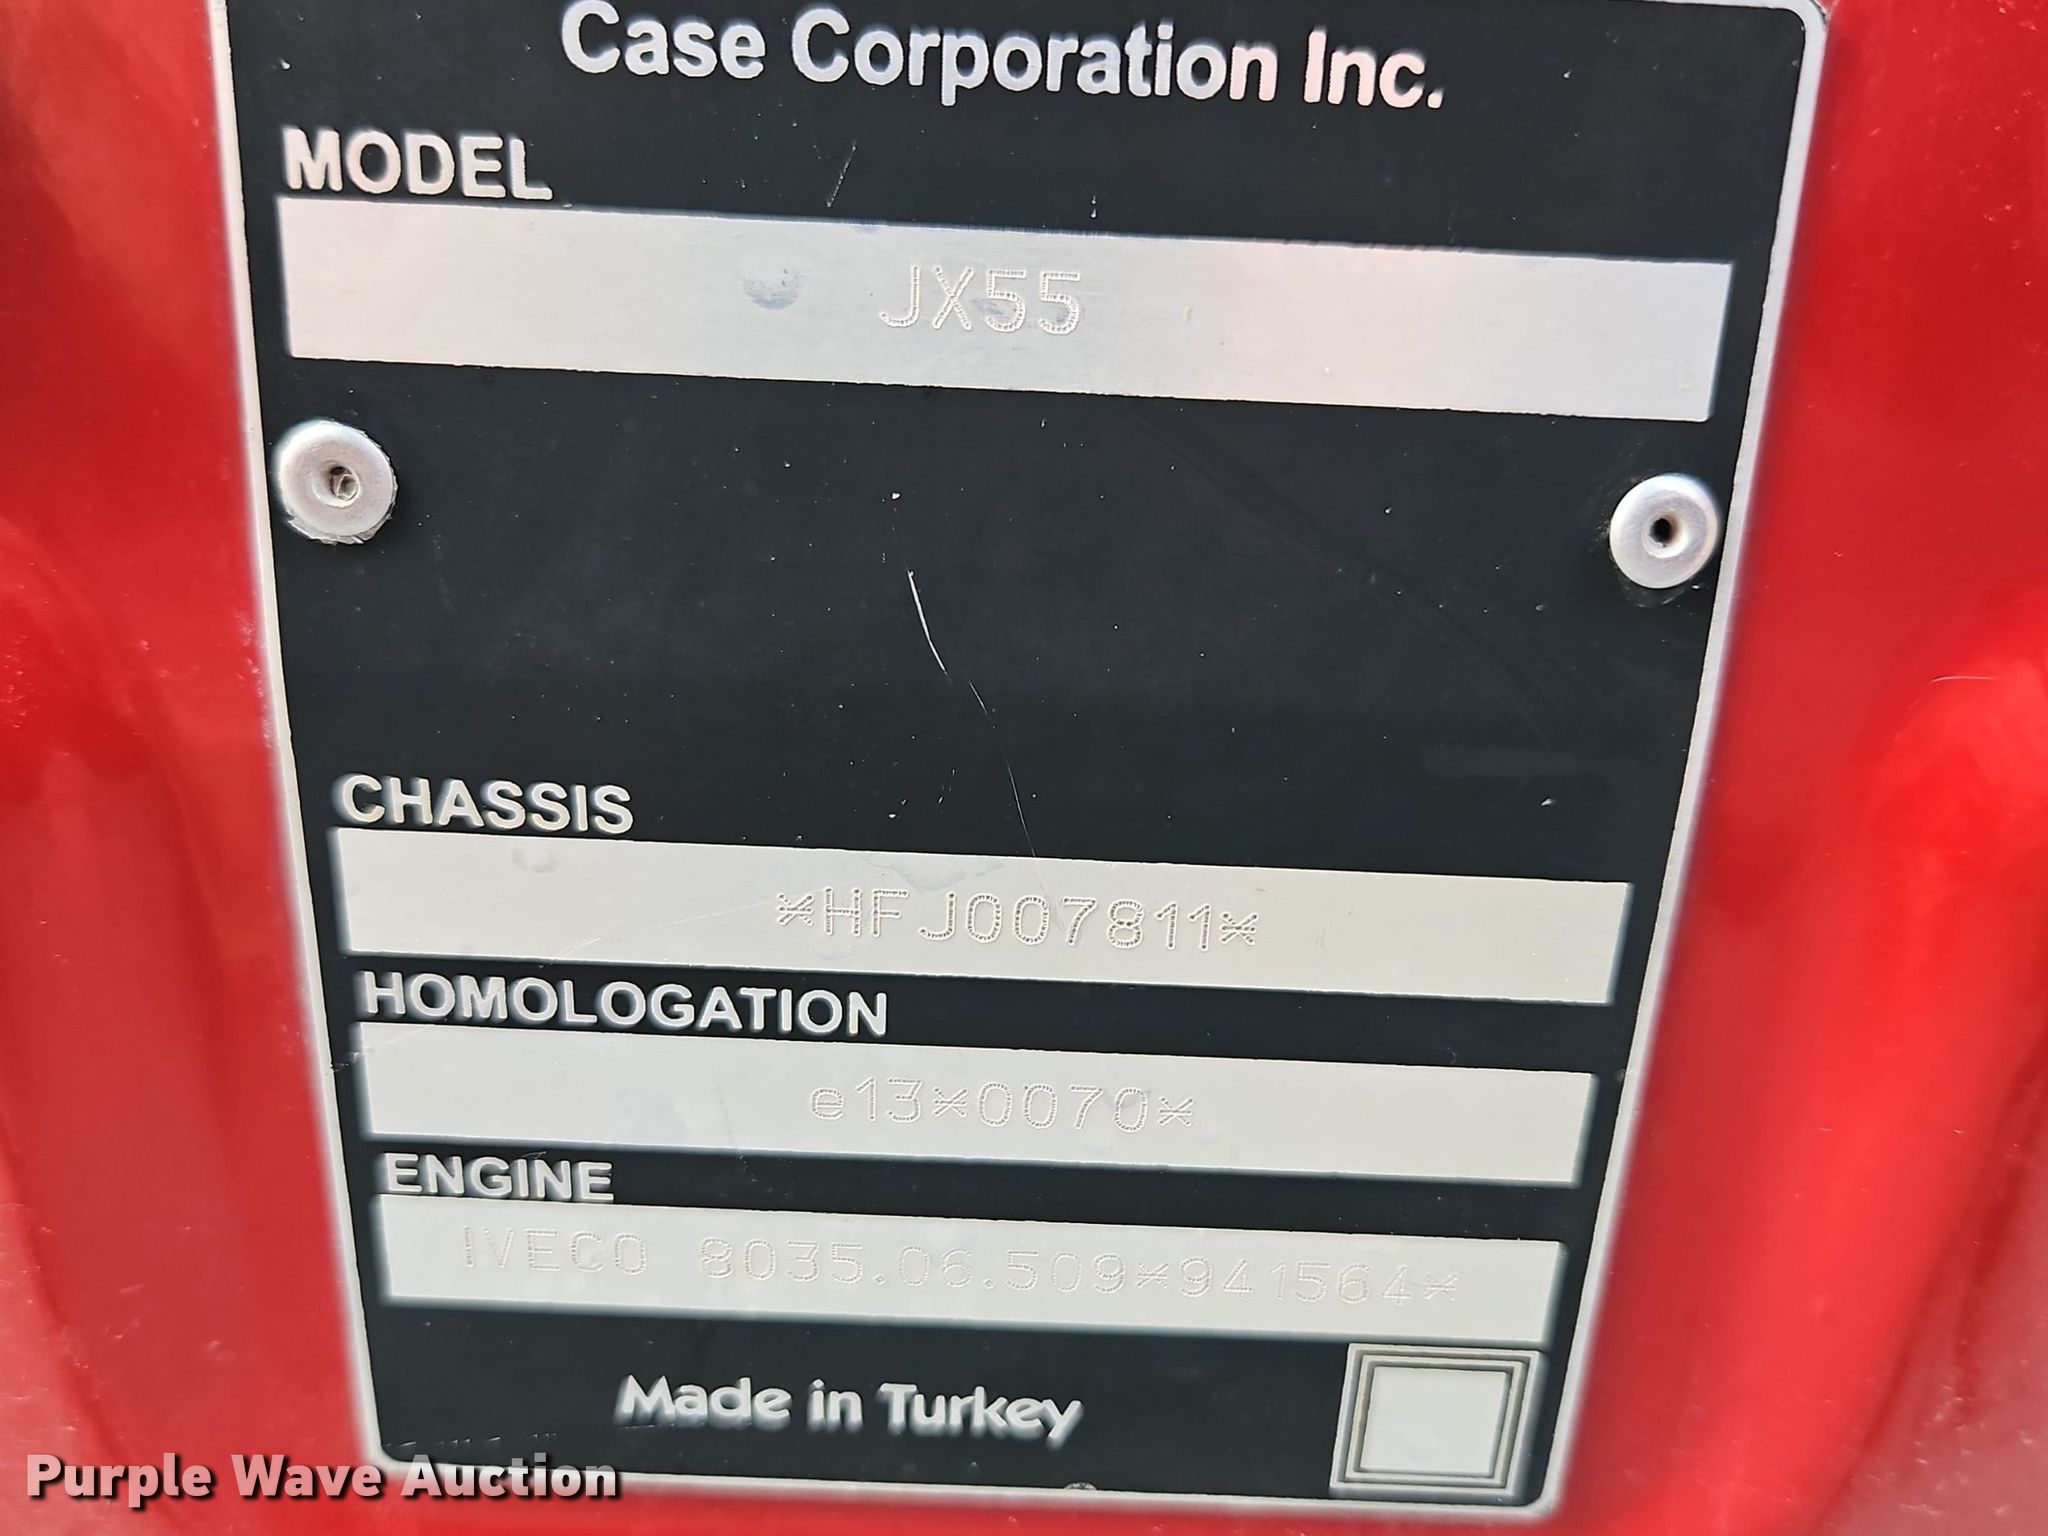 Case Corporation Inc.
MODEL
JX55
CHASSIS
*HFJ007811*
HOMOLOGATION
e13*0070*
ENGINE
IVECO 8035.06.509*941564*
Made in Turkey
Purple Wave Auction